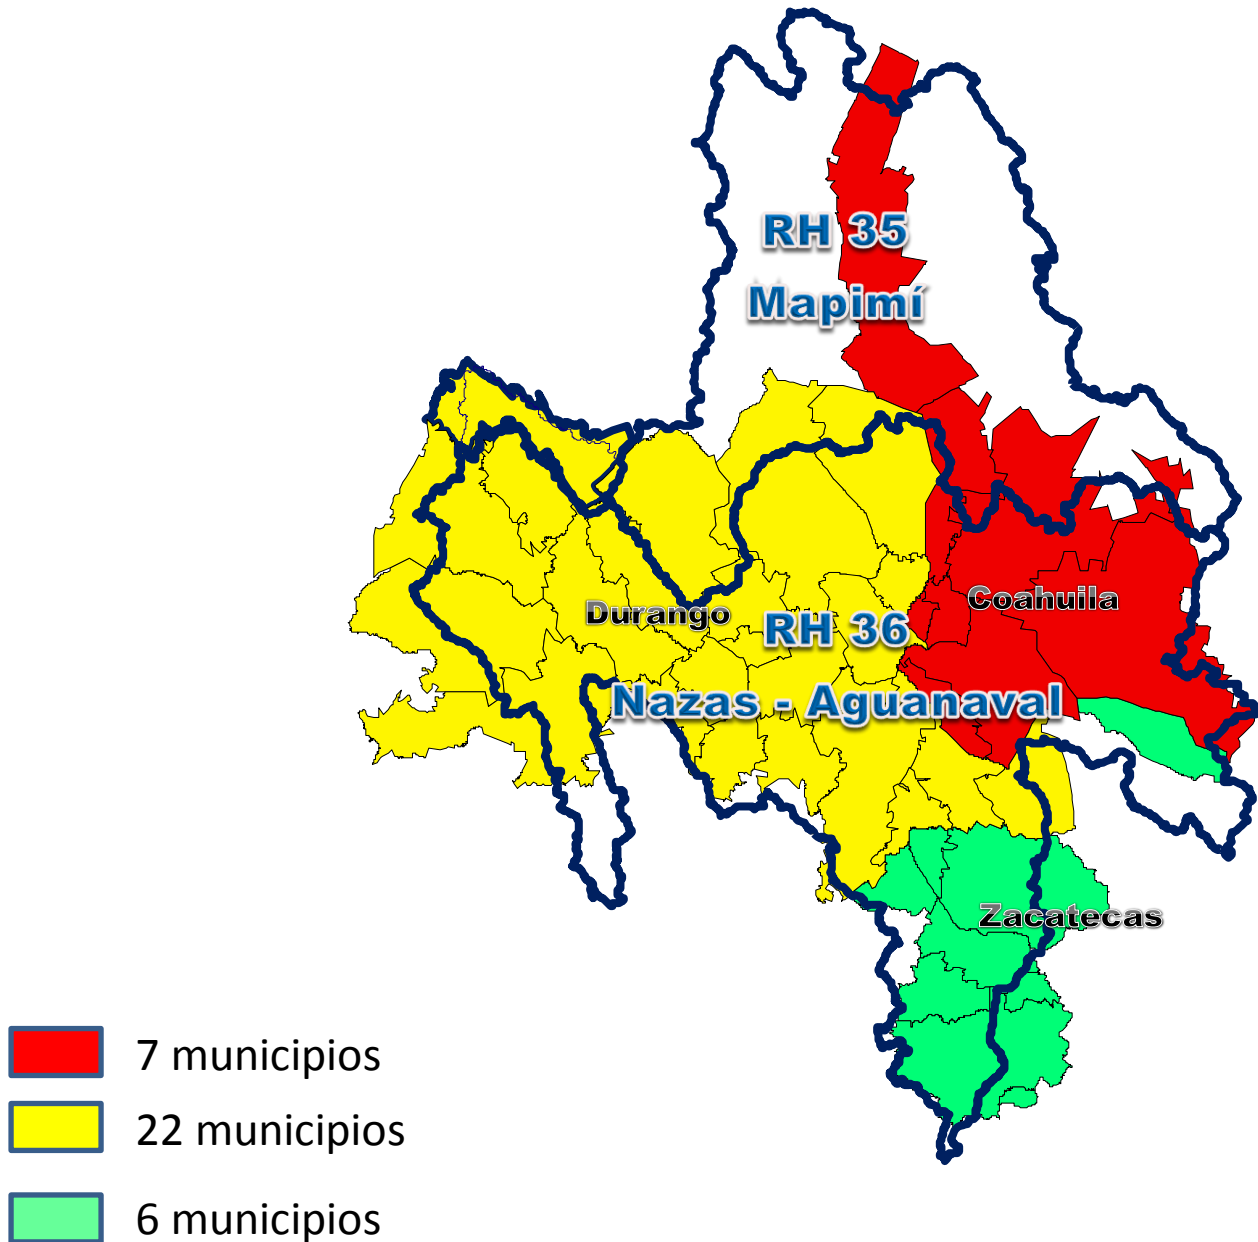 RH 35
Mapimí
Coahuila
Durango
RH 36
Nazas - Aguanaval
Zacatecas
7 municipios
22 municipios
6 municipios